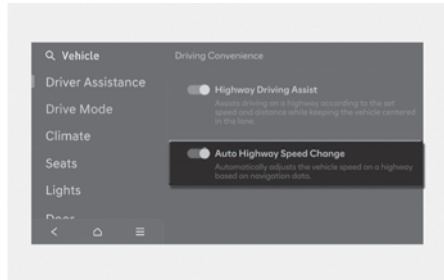 Vehicle
Driver Assistance
Drive Mode
Climate
Seats
Lights
Door
Driving Convenience
Highway Driving Assist
Assists driving on a highway according to the set
speed and distance while keeping the vehicle centered
in the lane.
Auto Highway Speed Change
Automatically adjusts the vehicle speed on a highway
based on navigation data.